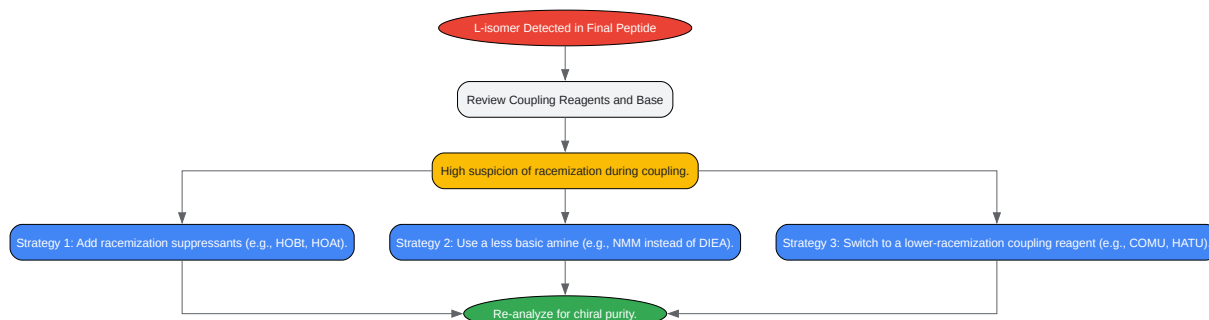 L-isomer Detected in Final Peptide
Review Coupling Reagents and Base
High suspicion of racemization during coupling.
Strategy 1: Add racemization suppressants (e.g., HOBt, HOAt).
Strategy 2: Use a less basic amine (e.g., NMM instead of DIEA).
Strategy 3: Switch to a lower-racemization coupling reagent (e.g., COMU, HATU).
Re-analyze for chiral purity.